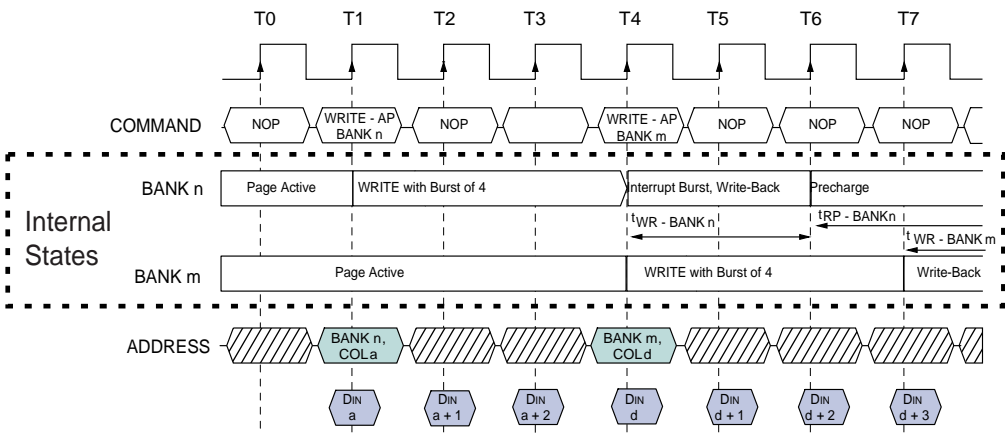 T0 T1 T2 T3 T4 T5 T6 T7
COMMAND
NOP
WRITE - AP
BANK n
NOP
WRITE - AP
BANK m
NOP
NOP
NOP
Internal
States
BANK n
Page Active
WRITE with Burst of 4
Interrupt Burst, Write-Back
Precharge
tWR - BANK n
tRP - BANKn
t WR - BANK m
BANK m
Page Active
WRITE with Burst of 4
Write-Back
ADDRESS
BANK n,
COLa
BANK m,
COLd
DIN
a
DIN
a + 1
DIN
a + 2
DIN
d
DIN
d + 1
DIN
d + 2
DIN
d + 3